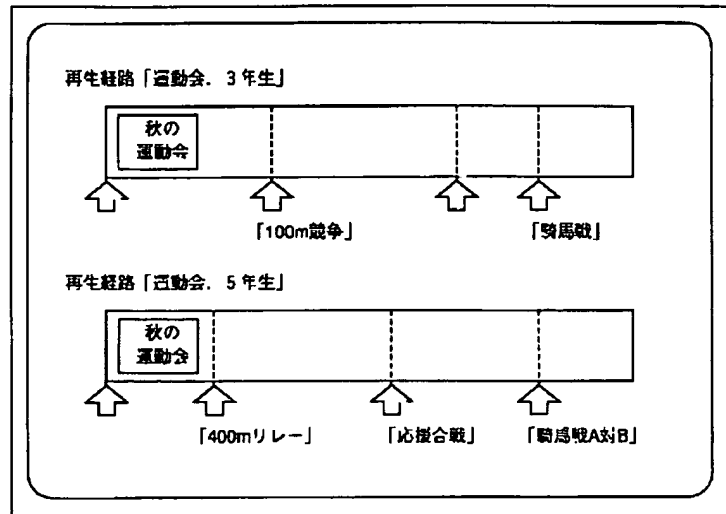 再生経路「運動会．3年生」
秋の
運動会
「100m競争」
「騎馬戦」
再生経路「運動会．5年生」
秋の
運動会
「400mリレー」
「応援合戦」
「騎馬戦A対B」